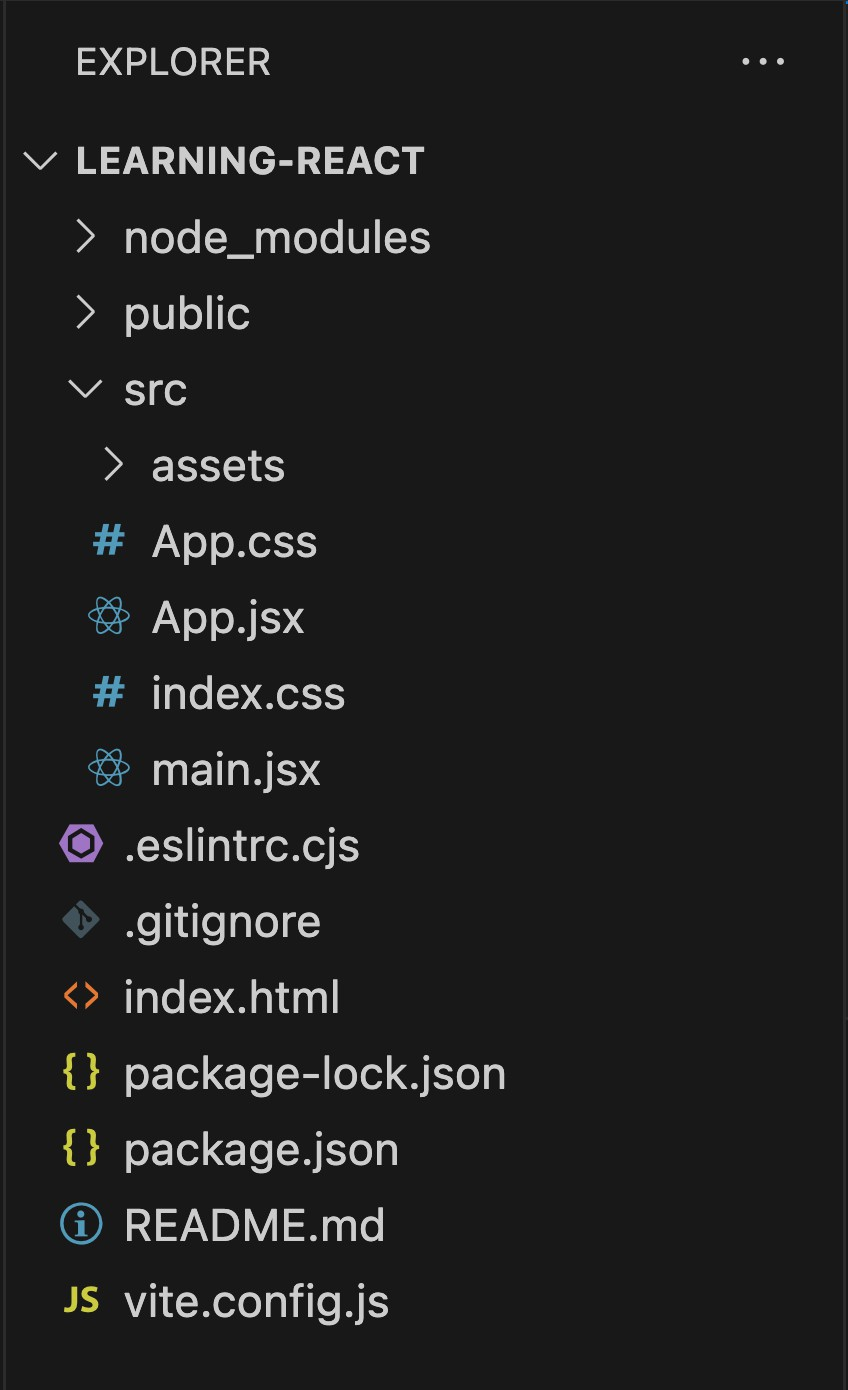 EXPLORER
LEARNING-REACT
node_modules
public
src
assets
# App.css
App.jsx
# index.css
main.jsx
.eslintrc.cjs
.gitignore
<> index.html
{} package-lock.json
{} package.json
README.md
JS vite.config.js